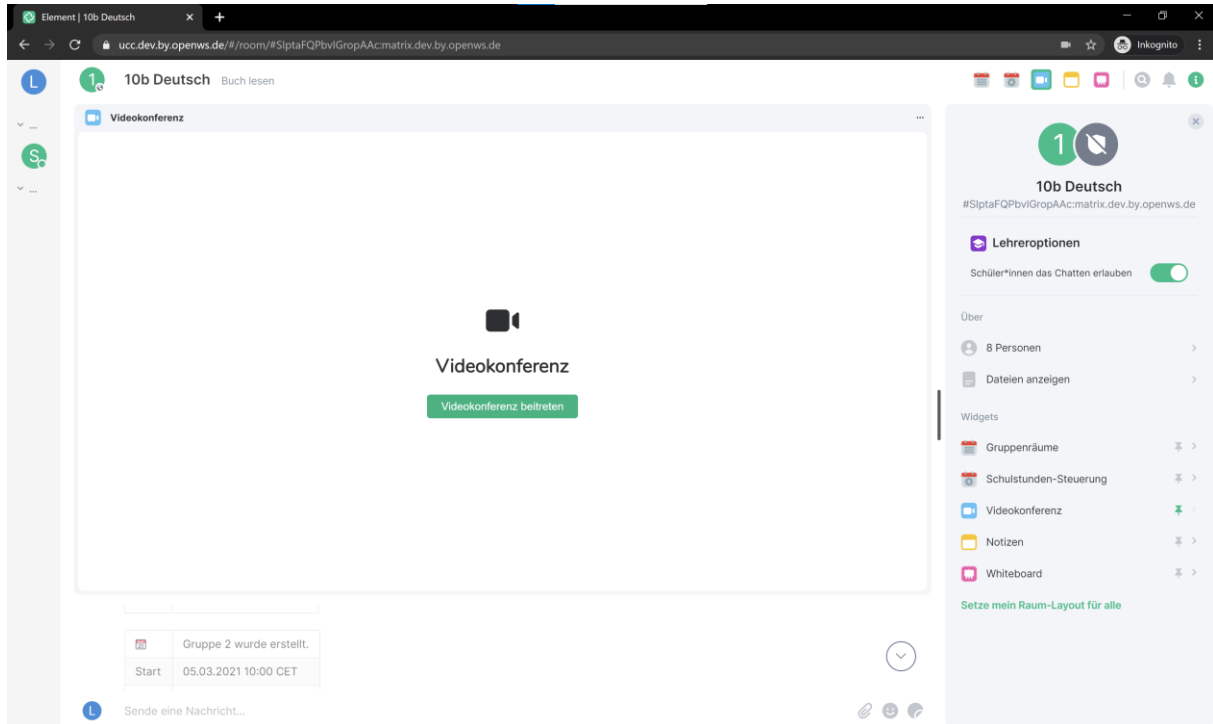 Element | 10b Deutsch
ucc.dev.by.openws.de/#/room/#SlptaFQPbvlGropAAc:matrix.dev.by.openws.de
Inkognito
L
1
10b Deutsch Buch lesen
Videokonferenz
...
S
...
Videokonferenz
Videokonferenz beitreten
Gruppe 2 wurde erstellt.
Start 05.03.2021 10:00 CET
L
Sende eine Nachricht...
1
10b Deutsch
#SlptaFQPbvlGropAAc:matrix.dev.by.openws.de
Lehreroptionen
Schüler*innen das Chatten erlauben
Über
8 Personen
Dateien anzeigen
Widgets
Gruppenräume
Schulstunden-Steuerung
Videokonferenz
Notizen
Whiteboard
Setze mein Raum-Layout für alle